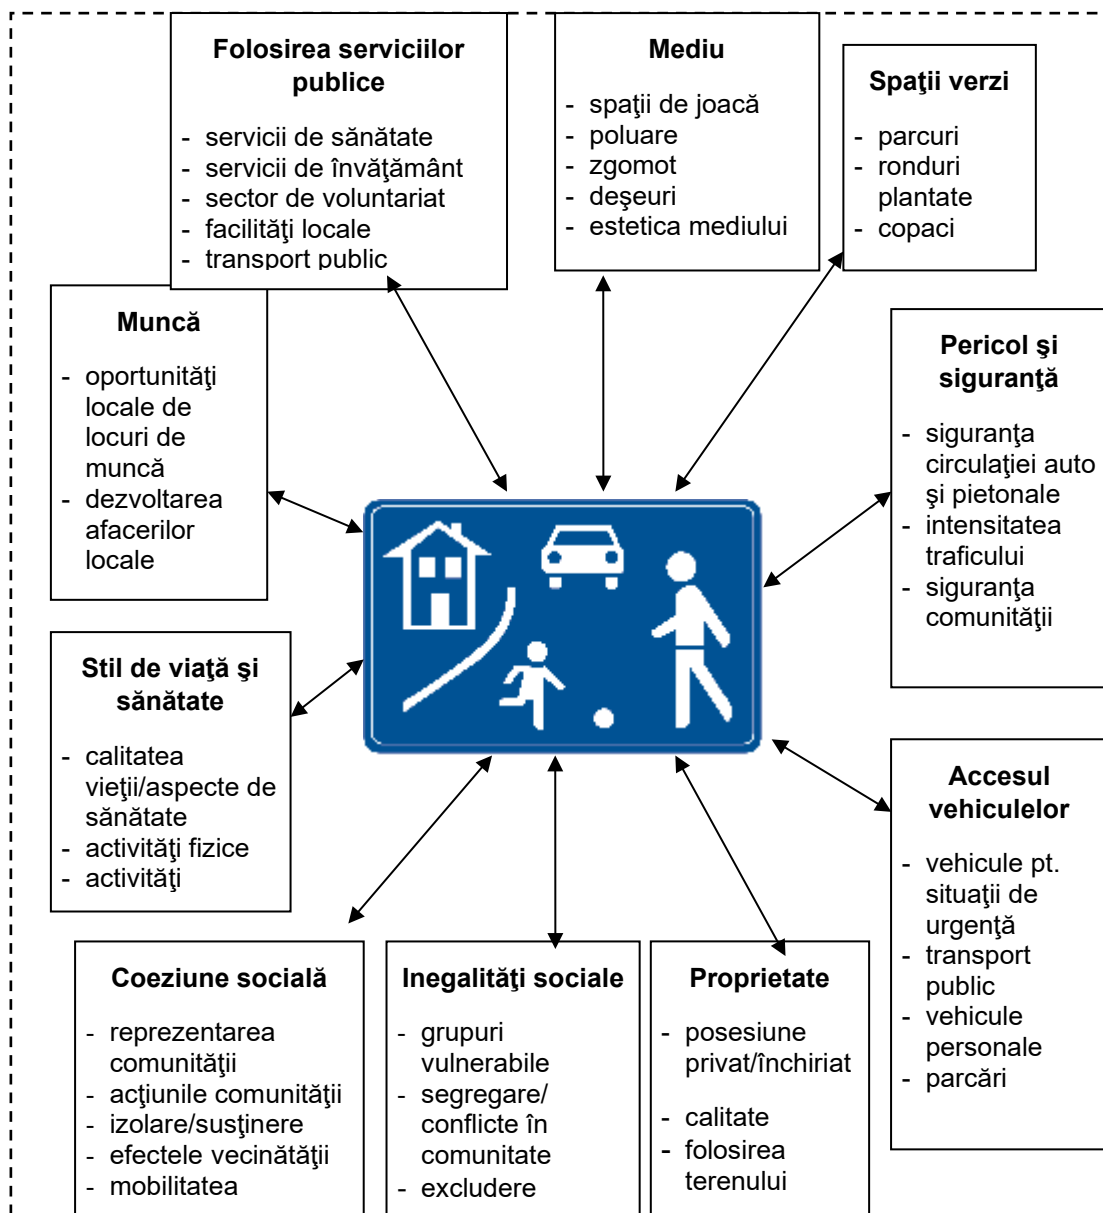 Folosirea serviciilor
publice
- servicii de sănătate
- servicii de învăţământ
- sector de voluntariat
- facilităţi locale
- transport public
Mediu
- spaţii de joacă
- poluare
- zgomot
- deşeuri
- estetica mediului
Spaţii verzi
- parcuri
- ronduri
plantate
- copaci
Muncă
- oportunităţi
locale de
locuri de
muncă
- dezvoltarea
afacerilor
locale
Pericol şi
siguranţă
- siguranţa
circulaţiei auto
şi pietonale
- intensitatea
traficului
- siguranţa
comunităţii
Stil de viaţă şi
sănătate
- calitatea
vieţii/aspecte de
sănătate
- activităţi fizice
- activităţi
Accesul
vehiculelor
- vehicule pt.
situaţii de
urgenţă
- transport
public
- vehicule
personale
- parcări
Coeziune socială
- reprezentarea
comunităţii
- acţiunile comunităţii
- izolare/susţinere
- efectele vecinătăţii
- mobilitatea
Inegalităţi sociale
- grupuri
vulnerabile
- segregare/
conflicte în
comunitate
- excludere
Proprietate
- posesiune
privat/închiriat
- calitate
- folosirea
terenului